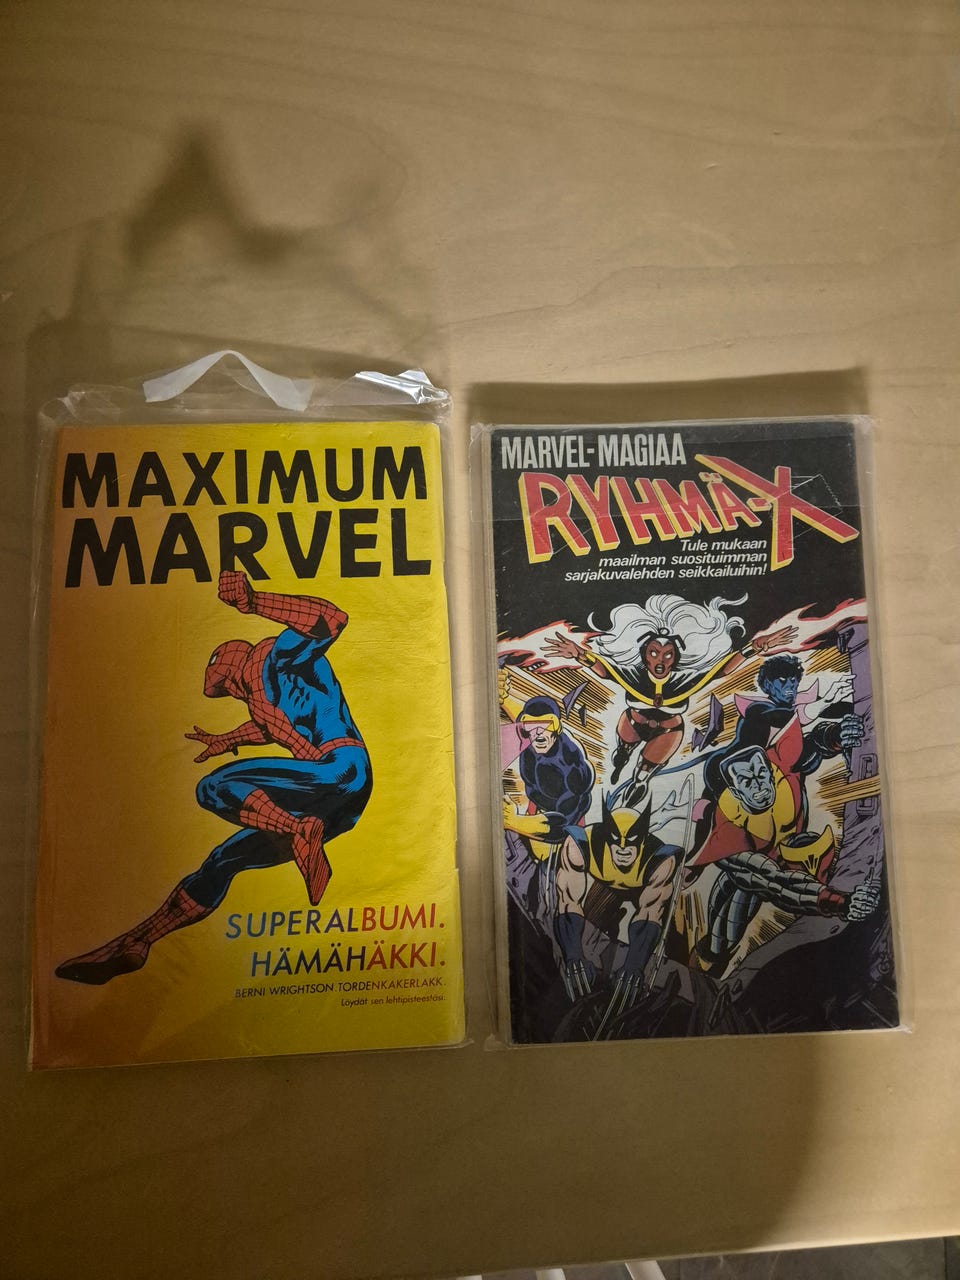 MAXIMUM
MARVEL
SUPERALBUMI.
HÄMÄHÄKKI.
BERNI WRIGHTSON. TORDENKAKERLAKK.
Löydät sen lehtipisteestäsi.
MARVEL-MAGIAA
RYHMÄ-X
Tule mukaan
maailman suosituimman
sarjakuvalehden seikkailuihin!